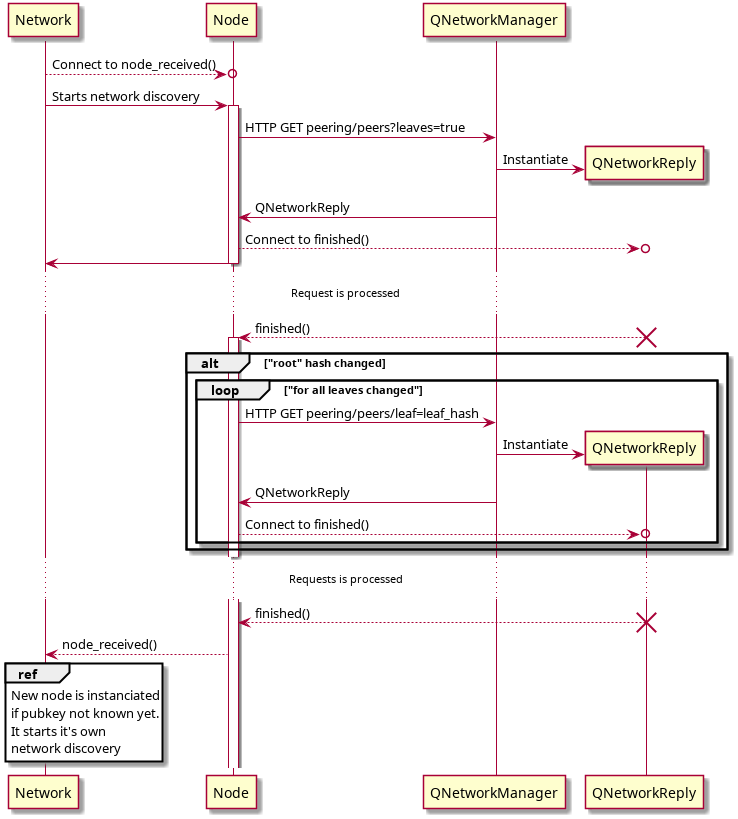 Network
Node
QNetworkManager
Connect to node_received()
Starts network discovery
HTTP GET peering/peers?leaves=true
Instantiate
QNetworkReply
QNetworkReply
Connect to finished()
Request is processed
finished()
alt
["root" hash changed]
loop
["for all leaves changed"]
HTTP GET peering/peers/leaf=leaf_hash
Instantiate
QNetworkReply
QNetworkReply
Connect to finished()
Requests is processed
finished()
node_received()
ref
New node is instanciated
if pubkey not known yet.
It starts it's own
network discovery
Network
Node
QNetworkManager
QNetworkReply